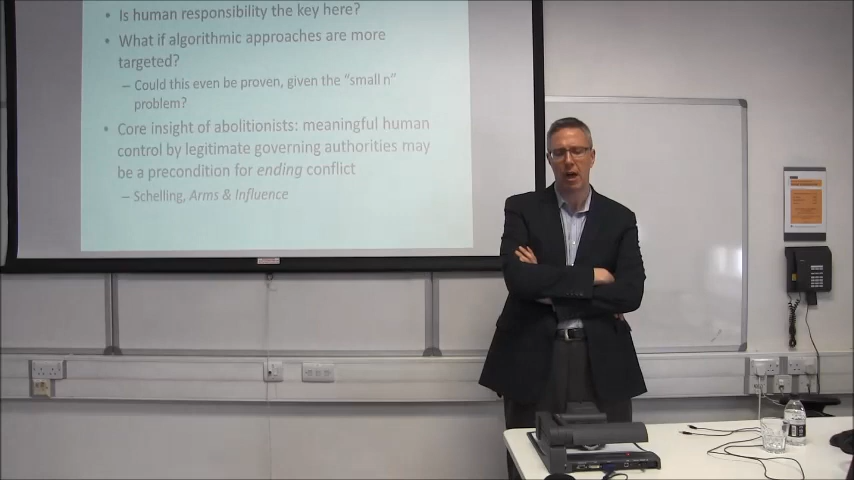 • Is human responsibility the key here?
• What if algorithmic approaches are more
targeted?
– Could this even be proven, given the “small n”
problem?
• Core insight of abolitionists: meaningful human
control by legitimate governing authorities may
be a precondition for ending conflict
– Schelling, Arms & Influence